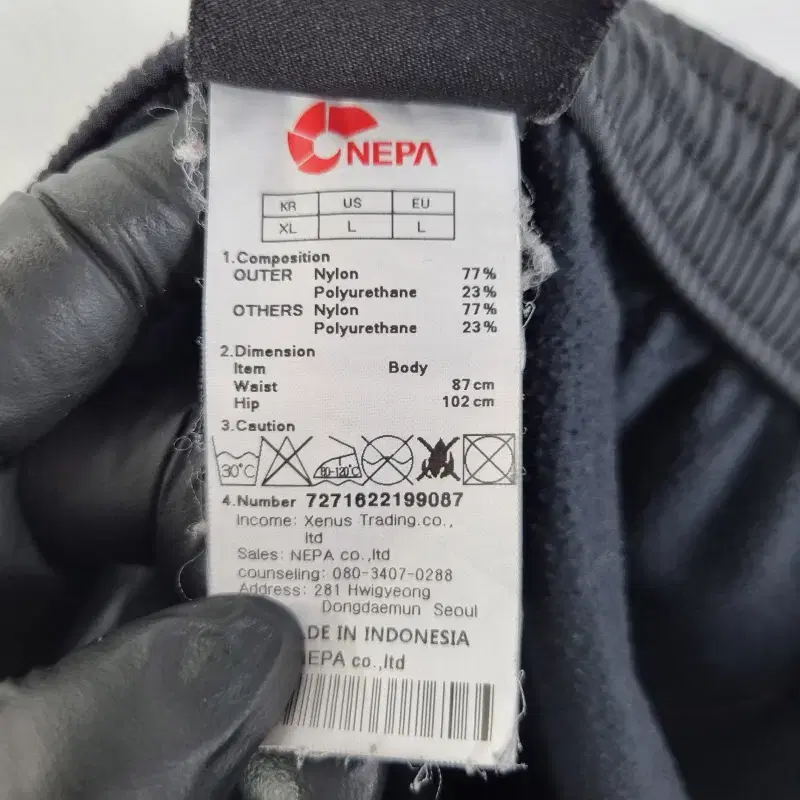 NEPA
KR US EU
XL L L
1.Composition
OUTER Nylon 77%
Polyurethane 23%
OTHERS Nylon 77%
Polyurethane 23%
2.Dimension
Item Body
Waist 87cm
Hip 102cm
3.Caution
30°C 80-120°C
4.Number 7271622199087
Income: Xenus Trading.co.,
ltd
Sales: NEPA co.,ltd
counseling: 080-3407-0288
Address: 281 Hwigyeong
Dongdaemun Seoul
DE IN INDONESIA
EPA co.,ltd